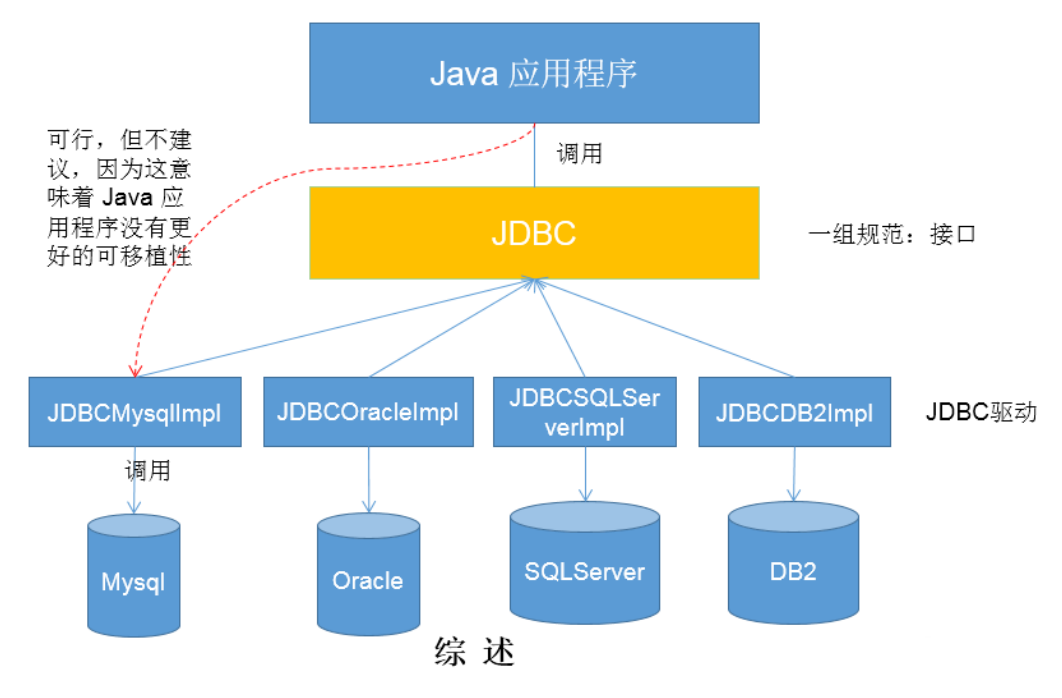 Java 应用程序
可行，但不建
议，因为这意
味着 Java 应
用程序没有更
好的可移植性
调用
JDBC
一组规范：接口
JDBCMysqlImpl
JDBCOracleImpl
JDBCSQLSer
verImpl
JDBCDB2Impl
JDBC驱动
调用
Mysql
Oracle
SQLServer
DB2
综 述